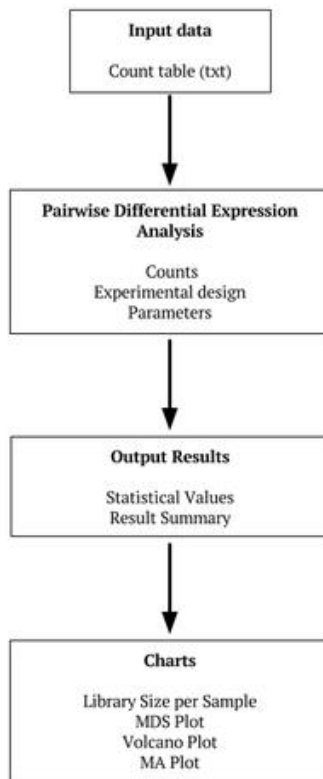 Input data
Count table (txt)
Pairwise Differential Expression
Analysis
Counts
Experimental design
Parameters
Output Results
Statistical Values
Result Summary
Charts
Library Size per Sample
MDS Plot
Volcano Plot
MA Plot